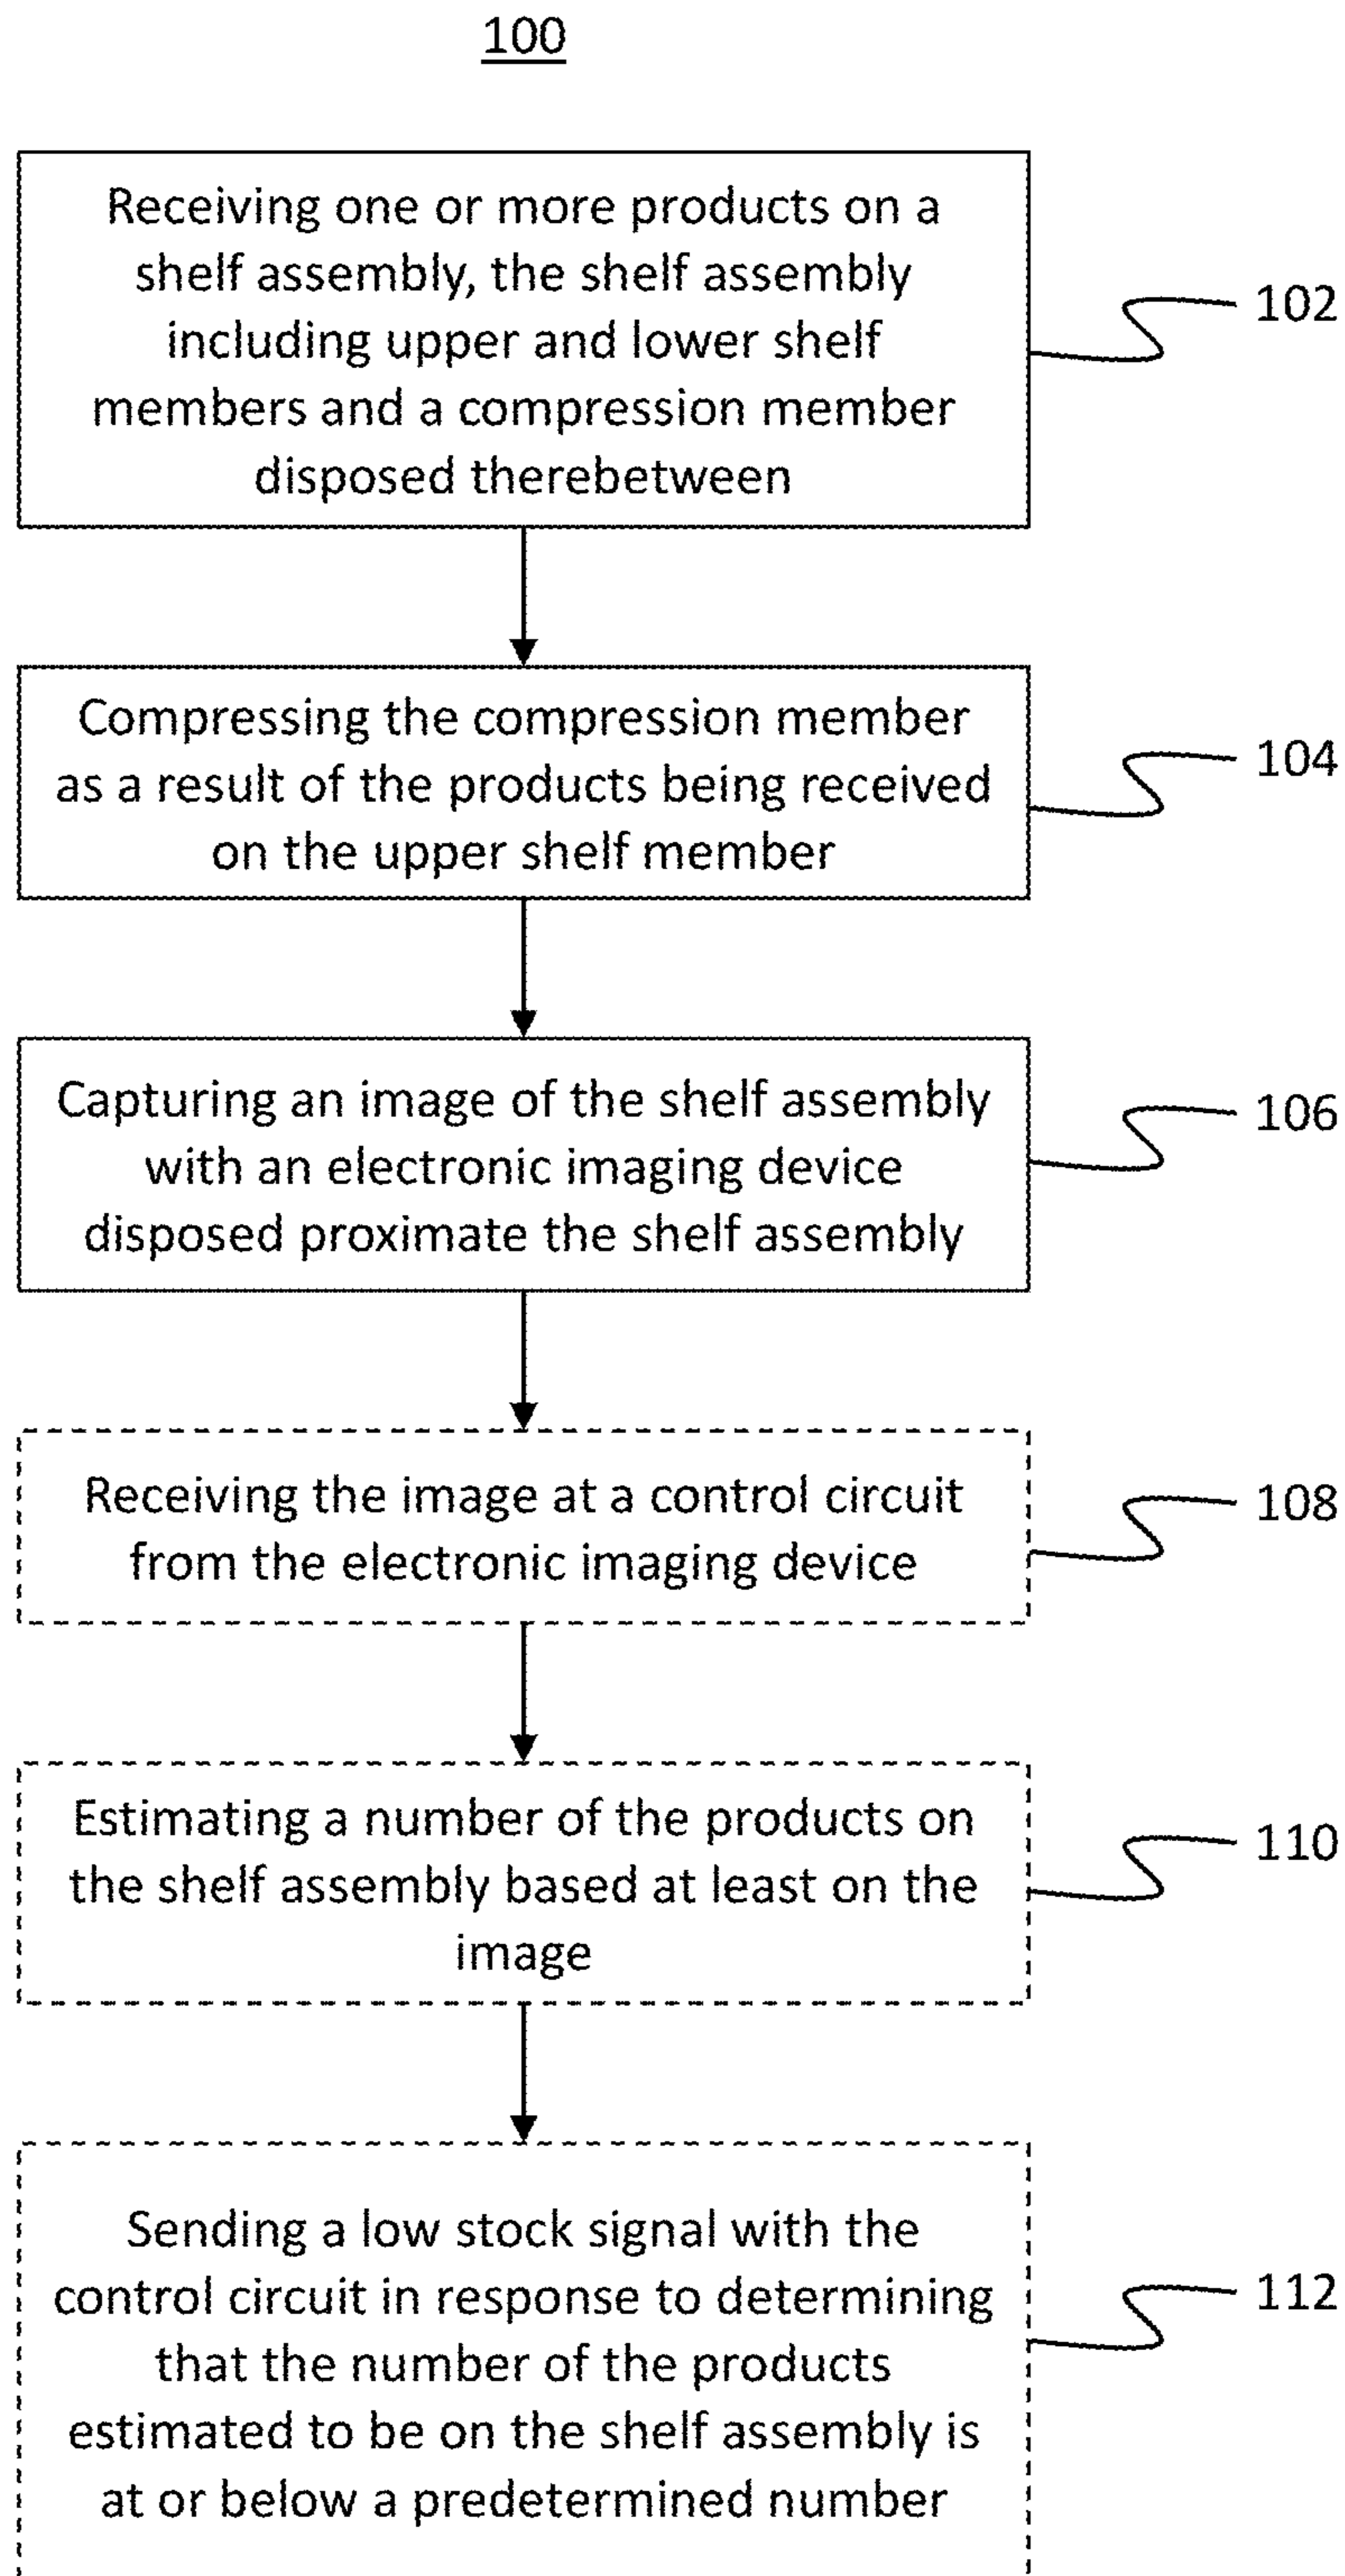 100
Receiving one or more products on a
shelf assembly, the shelf assembly
including upper and lower shelf
members and a compression member
disposed therebetween
102
Compressing the compression member
as a result of the products being received
on the upper shelf member
104
Capturing an image of the shelf assembly
with an electronic imaging device
disposed proximate the shelf assembly
106
Receiving the image at a control circuit
from the electronic imaging device
108
Estimating a number of the products on
the shelf assembly based at least on the
image
110
Sending a low stock signal with the
control circuit in response to determining
that the number of the products
estimated to be on the shelf assembly is
at or below a predetermined number
112